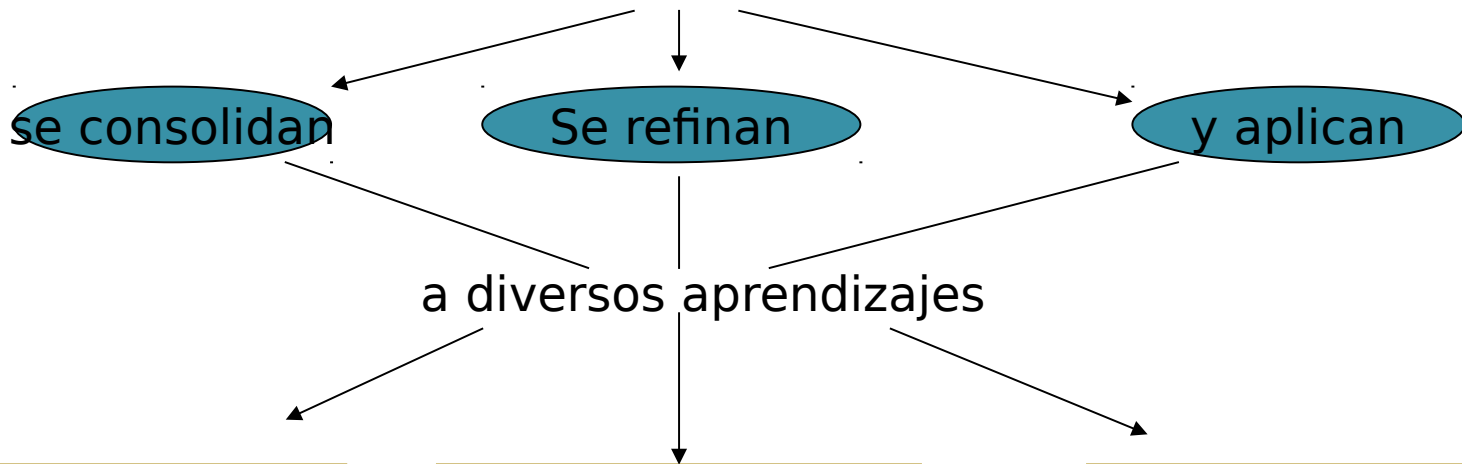 se consolidan
Se refinan
y aplican
a diversos aprendizajes